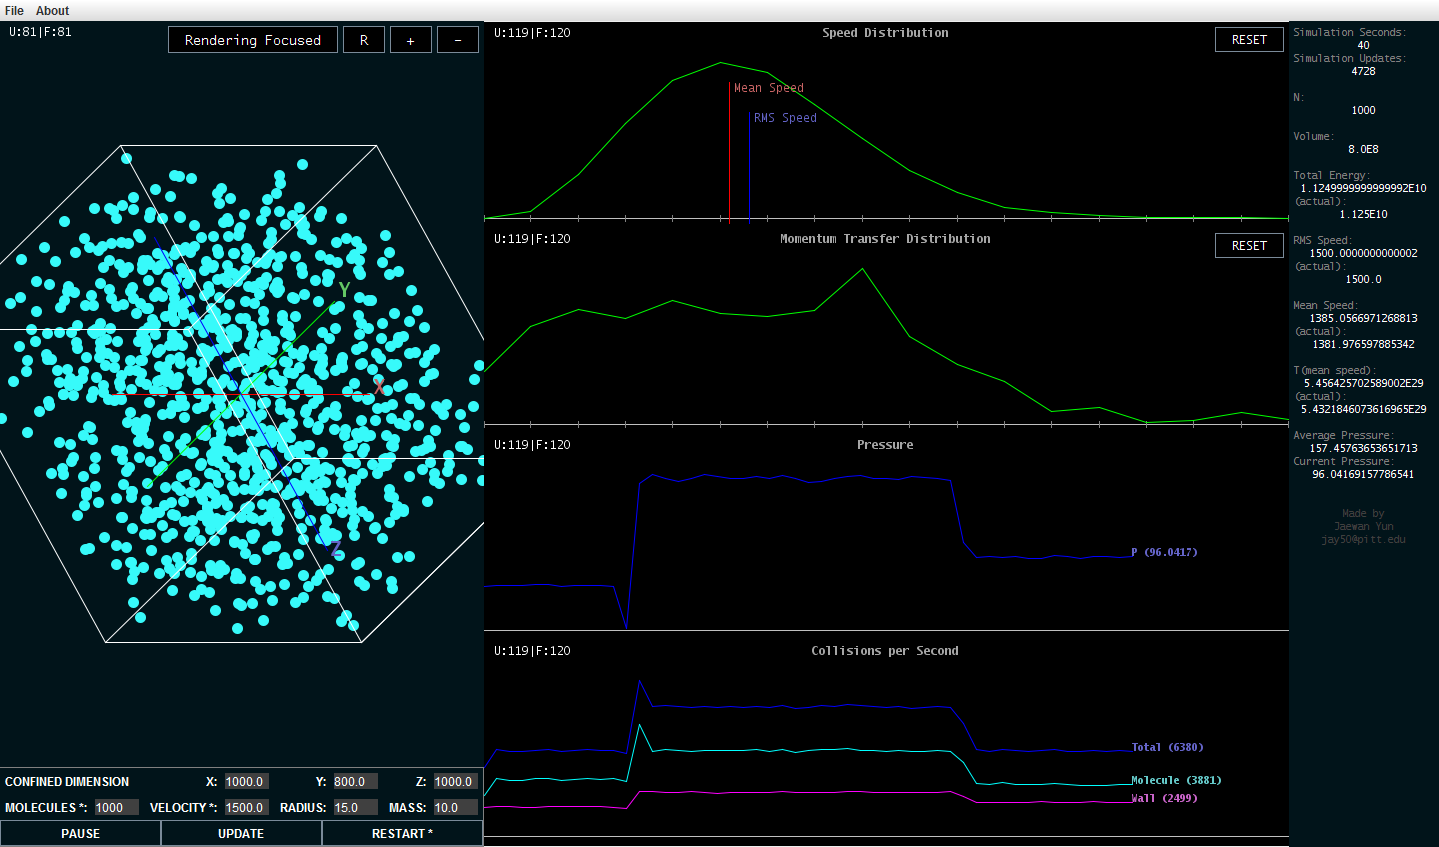 File About
U:81|F:81
Rendering Focused R + -
Y
X
Z
CONFINED DIMENSION X: 1000.0 Y: 800.0 Z: 1000.0
MOLECULES *: 1000 VELOCITY *: 1500.0 RADIUS: 15.0 MASS: 10.0
PAUSE UPDATE RESTART *
U:119|F:120 Speed Distribution RESET
Mean Speed
RMS Speed
U:119|F:120 Momentum Transfer Distribution RESET
U:119|F:120 Pressure
P (96.0417)
U:119|F:120 Collisions per Second
Total (6380)
Molecule (3881)
Wall (2499)
Simulation Seconds:
40
Simulation Updates:
4728
N:
1000
Volume:
8.0E8
Total Energy:
1.1249999999999992E10
(actual):
1.125E10
RMS Speed:
1500.0000000000002
(actual):
1500.0
Mean Speed:
1385.0566971268813
(actual):
1381.976597885342
T(mean speed):
5.456425702589002E29
(actual):
5.4321846073616965E29
Average Pressure:
157.45763653651713
Current Pressure:
96.04169157786541
Made by
Jaewan Yun
jay50@pitt.edu